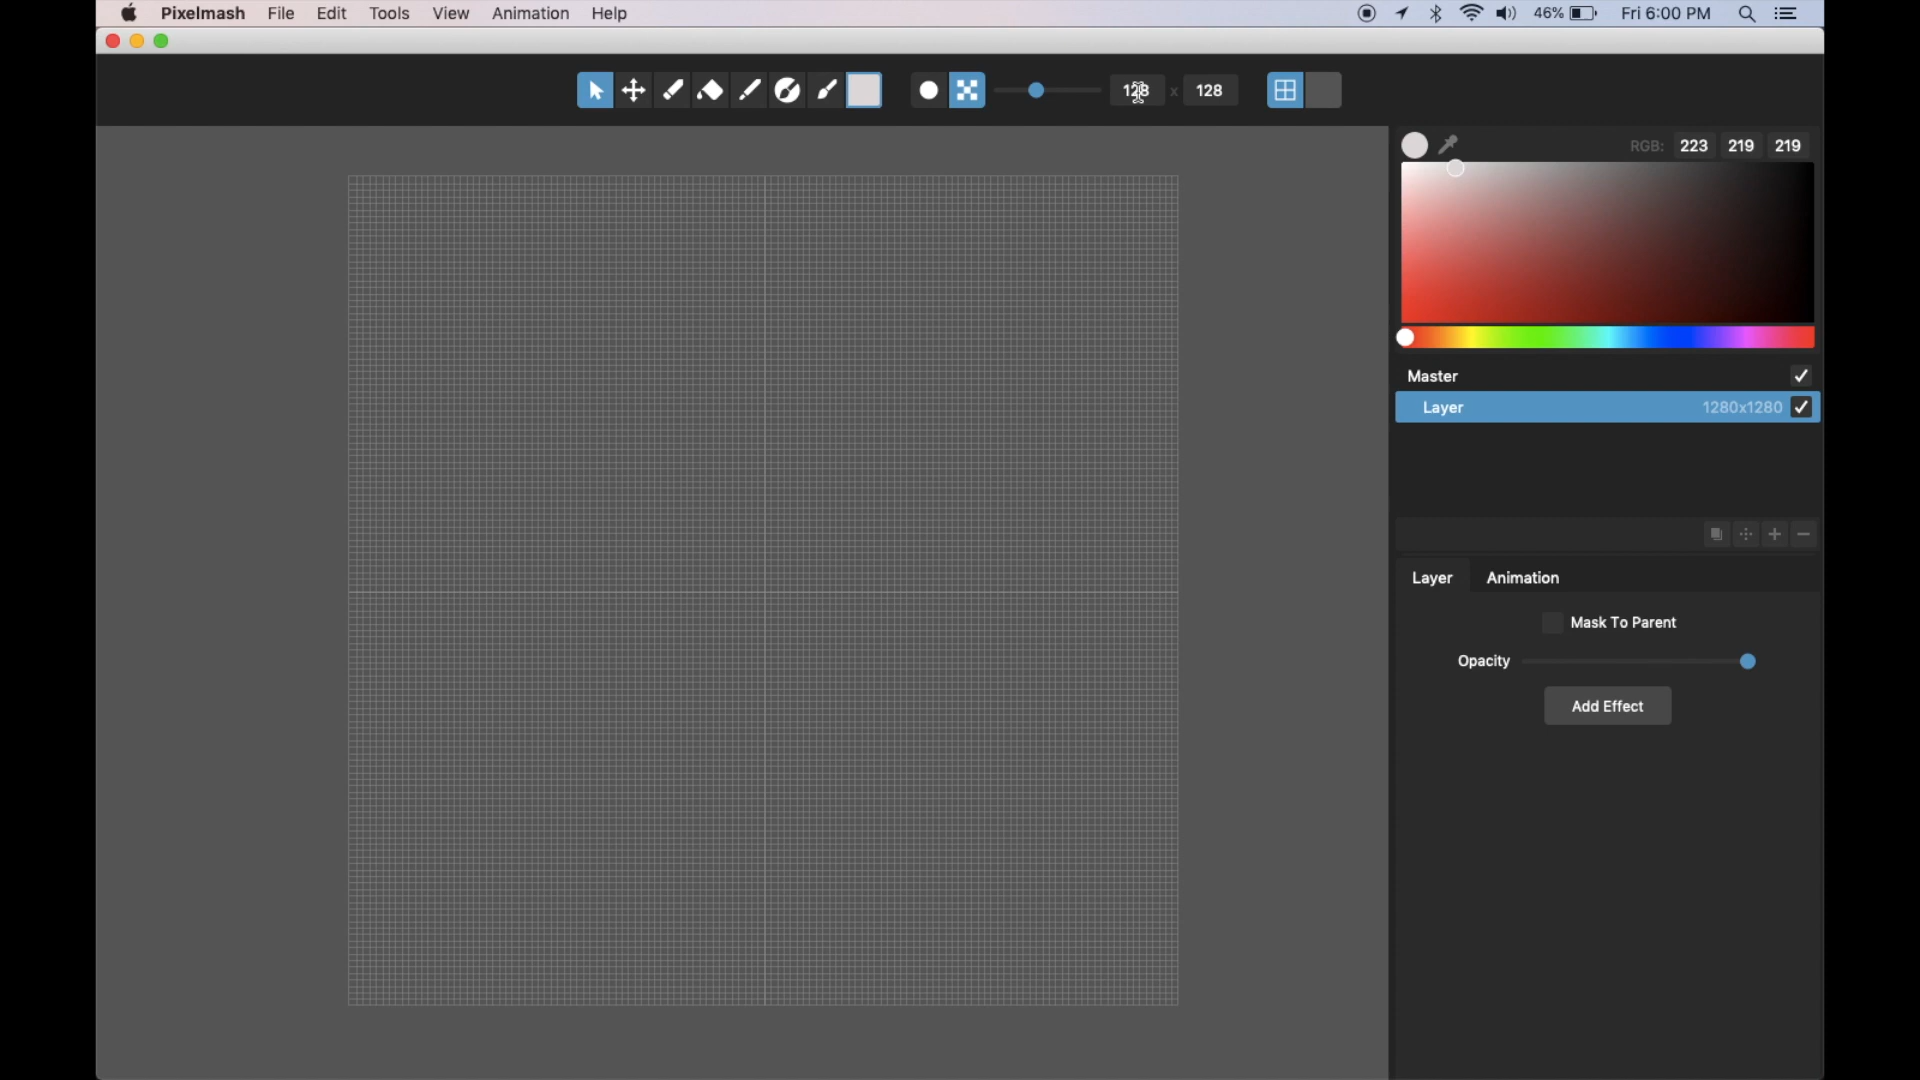 Pixelmash File Edit Tools View Animation Help 46% Fri 6:00 PM
128 x 128
RGB: 223 219 219
Master
Layer 1280x1280
Layer Animation
Mask To Parent
Opacity
Add Effect